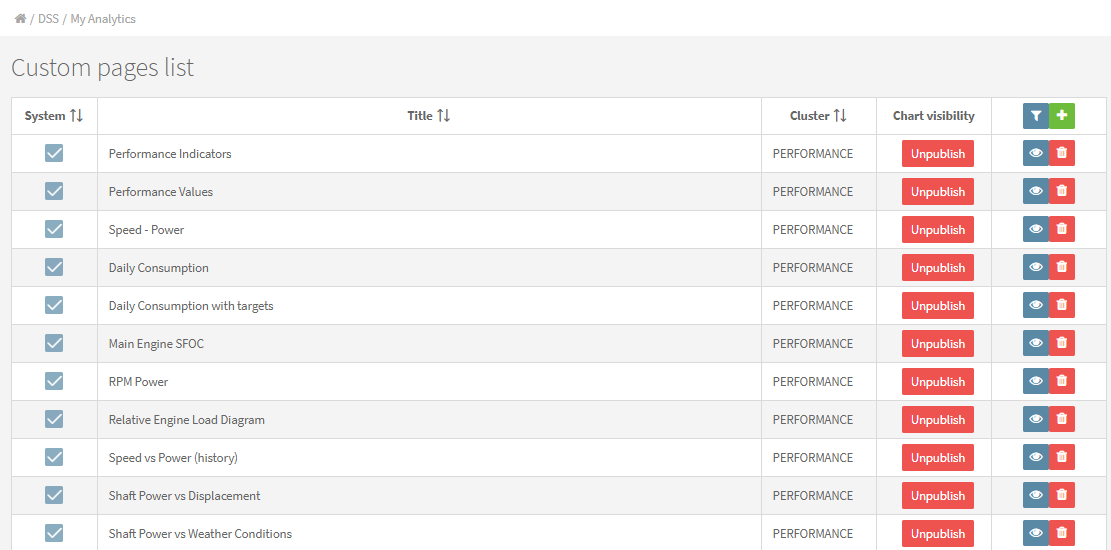 / DSS / My Analytics
Custom pages list
System Title Cluster Chart visibility
Performance Indicators PERFORMANCE Unpublish
Performance Values PERFORMANCE Unpublish
Speed - Power PERFORMANCE Unpublish
Daily Consumption PERFORMANCE Unpublish
Daily Consumption with targets PERFORMANCE Unpublish
Main Engine SFOC PERFORMANCE Unpublish
RPM Power PERFORMANCE Unpublish
Relative Engine Load Diagram PERFORMANCE Unpublish
Speed vs Power (history) PERFORMANCE Unpublish
Shaft Power vs Displacement PERFORMANCE Unpublish
Shaft Power vs Weather Conditions PERFORMANCE Unpublish